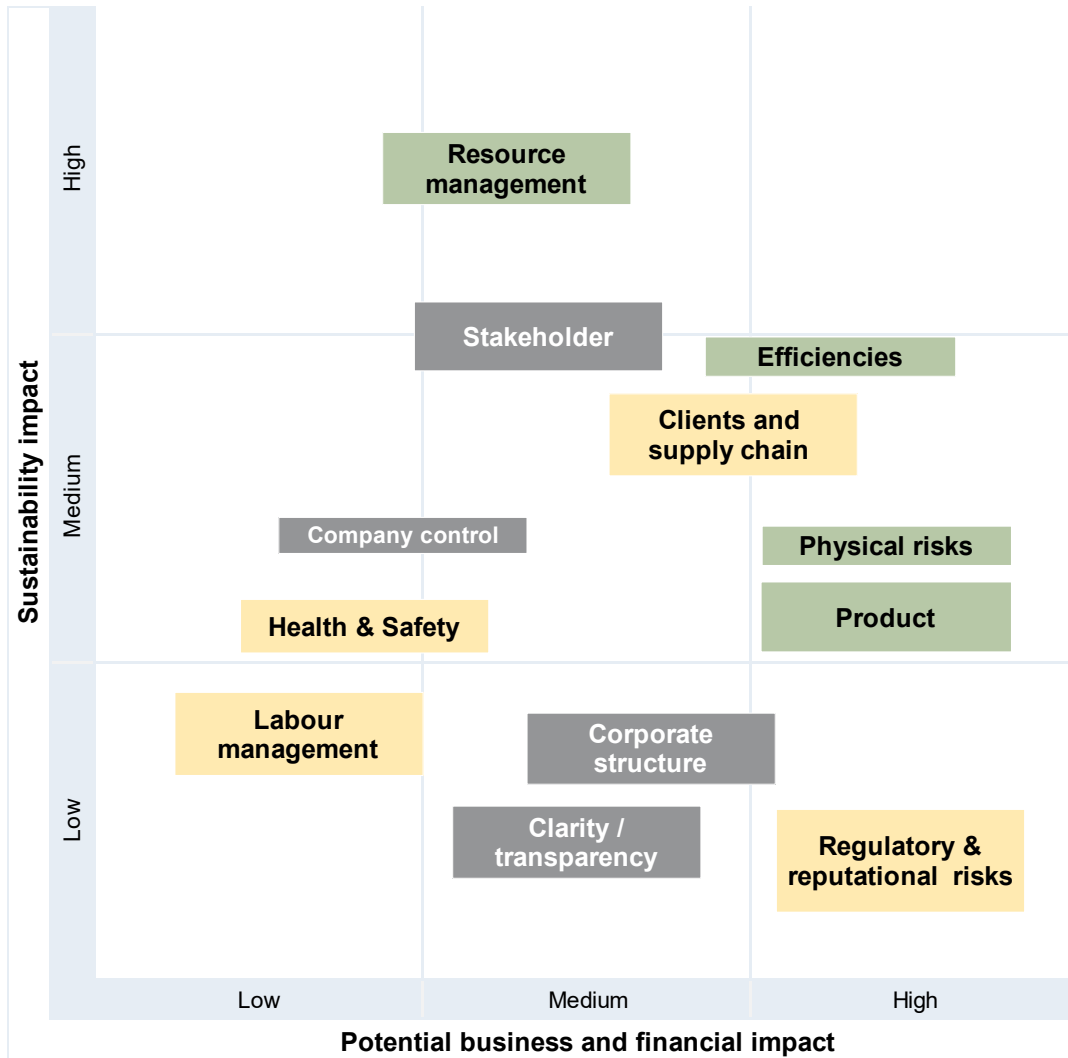 Sustainability impact
High
Medium
Low
Resource
management
Stakeholder
Efficiencies
Clients and
supply chain
Company control
Physical risks
Health & Safety
Product
Labour
management
Corporate
structure
Clarity /
transparency
Regulatory &
reputational risks
Low
Medium
High
Potential business and financial impact